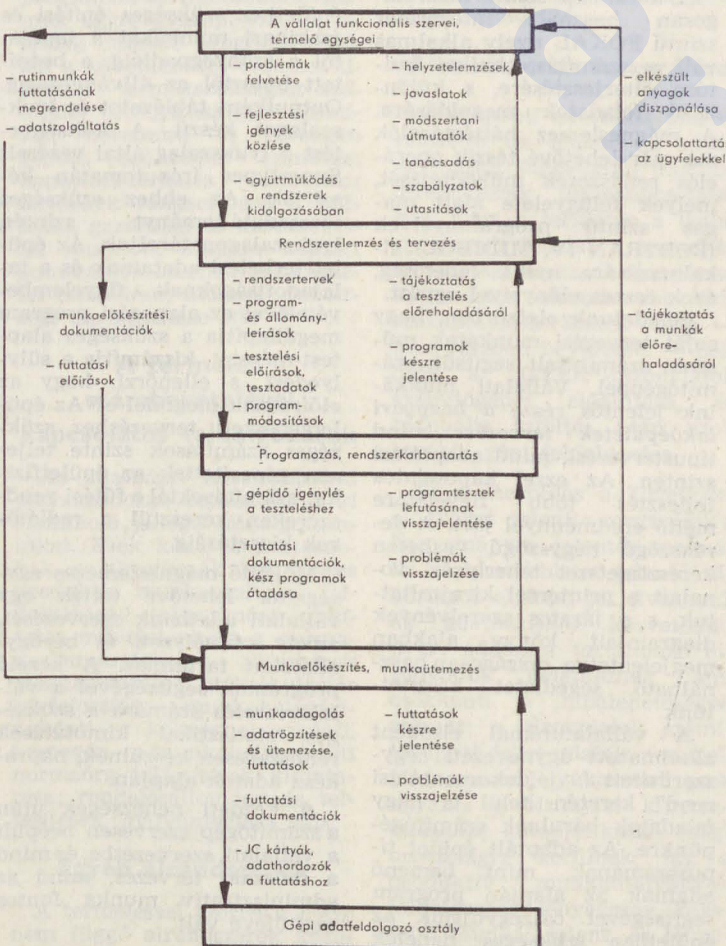 A vállalat funkcionális szervei,
termelő egységei
– rutinmunkák
futtatásának
megrendelése
– adatszolgáltatás
– problémák
felvetése
– fejlesztési
igények
közlése
– együttműködés
a rendszerek
kidolgozásában
– helyzetelemzések
– javaslatok
– módszertani
útmutatók
– tanácsadás
– szabályzatok
– utasítások
– elkészült
anyagok
diszponálása
– kapcsolattartá
az ügyfelekkel
Rendszerelemzés és tervezés
– munkaelőkészítési
dokumentációk
– futtatási
előírások
– rendszertervek
– program-
és állomány-
leírások
– tesztelési
előírások,
tesztadatok
– program-
módosítások
– tájékoztatás
a tesztelés
előrehaladásáról
– programok
készre
jelentése
– tájékoztatás
a munkák
előre-
haladásáról
Programozás, rendszerkarbantartás
– gépidő igénylés
a teszteléshez
– futtatási
dokumentációk,
kész programok
átadása
– programtesztek
lefutásának
visszajelentése
– problémák
visszajelzése
Munkaelőkészítés, munkaütemezés
– munkaadagolás
– adatrögzítések
és ütemezése,
futtatások
– futtatási
dokumentációk
– JC kártyák,
adathordozók
a futtatáshoz
– futtatások
készre
jelentése
– problémák
visszajelzése
Gépi adatfeldolgozó osztály